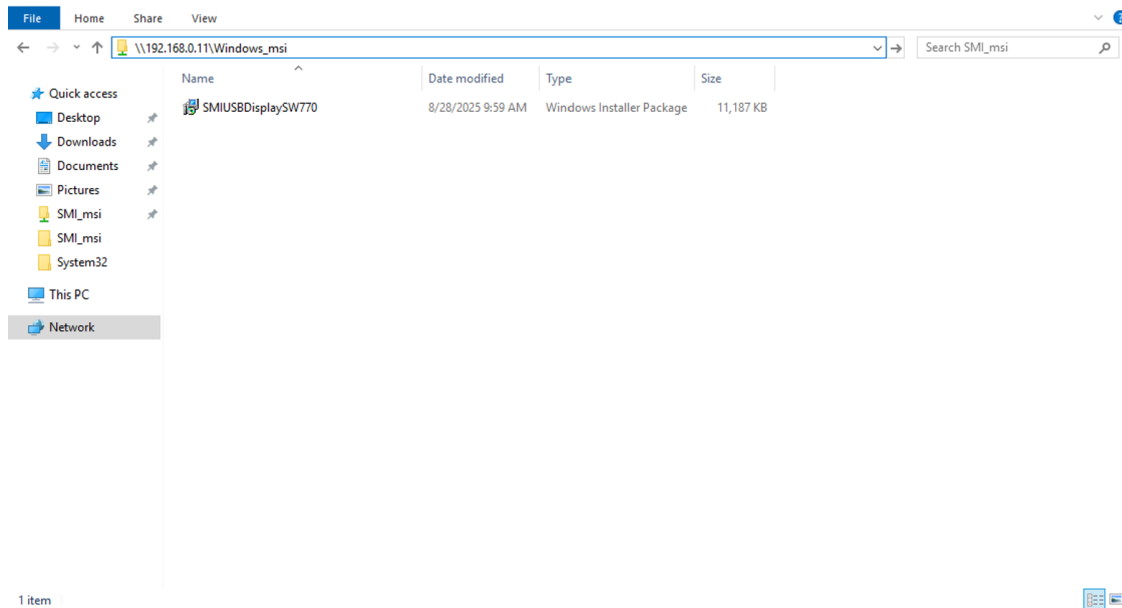 File Home Share View
\\192.168.0.11\Windows_msi
Search SMI_msi
Name Date modified Type Size
SMIUSBDisplaySW770 8/28/2025 9:59 AM Windows Installer Package 11,187 KB
Quick access
Desktop
Downloads
Documents
Pictures
SMI_msi
SMI_msi
System32
This PC
Network
1 item